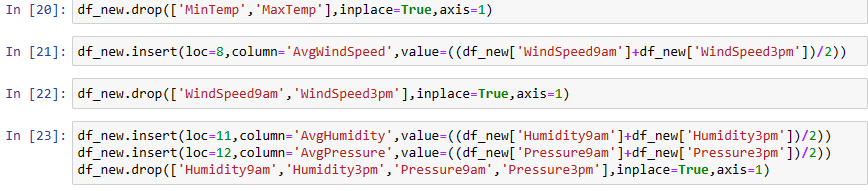 In [20]: df_new.drop(['MinTemp','MaxTemp'],inplace=True,axis=1)
In [21]: df_new.insert(loc=8,column='AvgWindSpeed',value=((df_new['WindSpeed9am']+df_new['WindSpeed3pm'])/2))
In [22]: df_new.drop(['WindSpeed9am','WindSpeed3pm'],inplace=True,axis=1)
In [23]: df_new.insert(loc=11,column='AvgHumidity',value=((df_new['Humidity9am']+df_new['Humidity3pm'])/2))
df_new.insert(loc=12,column='AvgPressure',value=((df_new['Pressure9am']+df_new['Pressure3pm'])/2))
df_new.drop(['Humidity9am','Humidity3pm','Pressure9am','Pressure3pm'],inplace=True,axis=1)